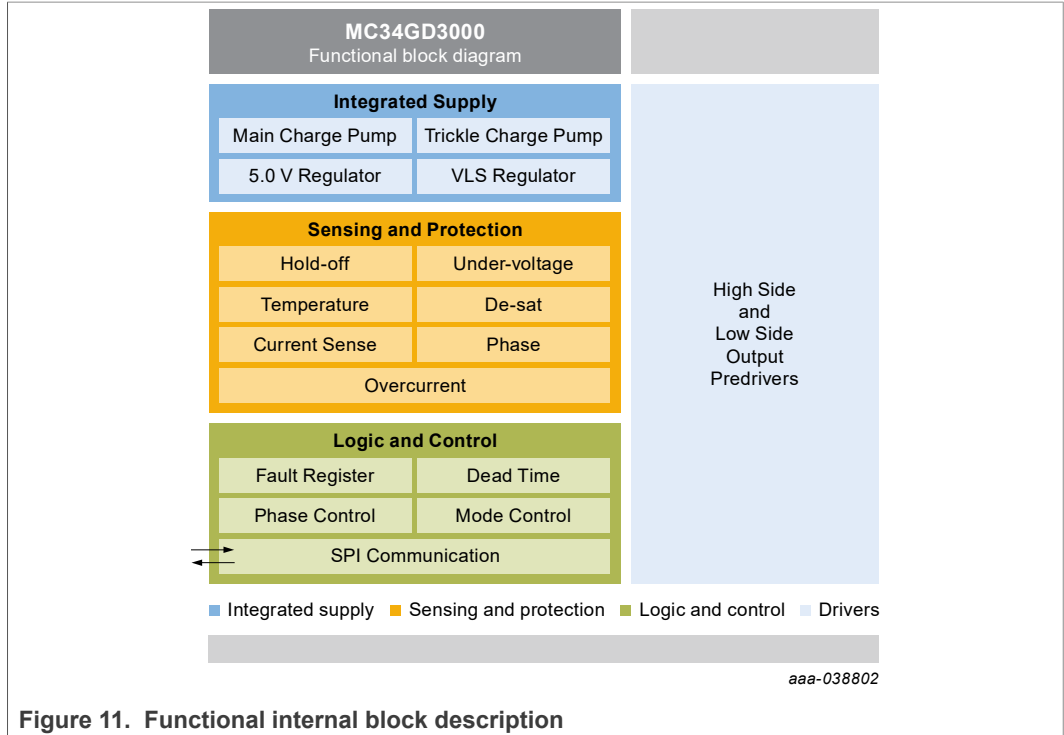 MC34GD3000
Functional block diagram
Integrated Supply
Main Charge Pump
Trickle Charge Pump
5.0 V Regulator
VLS Regulator
Sensing and Protection
Hold-off
Under-voltage
Temperature
De-sat
Current Sense
Phase
Overcurrent
Logic and Control
Fault Register
Dead Time
Phase Control
Mode Control
SPI Communication
High Side
and
Low Side
Output
Predrivers
Integrated supply
Sensing and protection
Logic and control
Drivers
aaa-038802
Figure 11. Functional internal block description